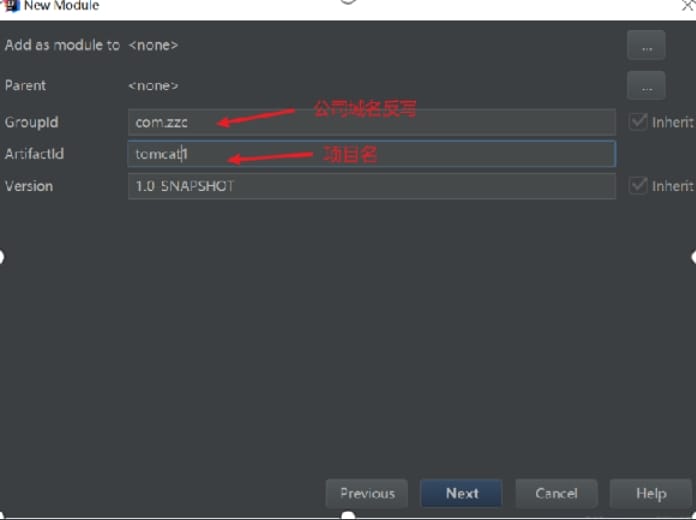 New Module
Add as module to <none>
...
Parent <none>
...
公司域名反写
GroupId com.zzc Inherit
ArtifactId tomcat1 项目名
Version 1.0 SNAPSHOT Inherit
Previous Next Cancel Help